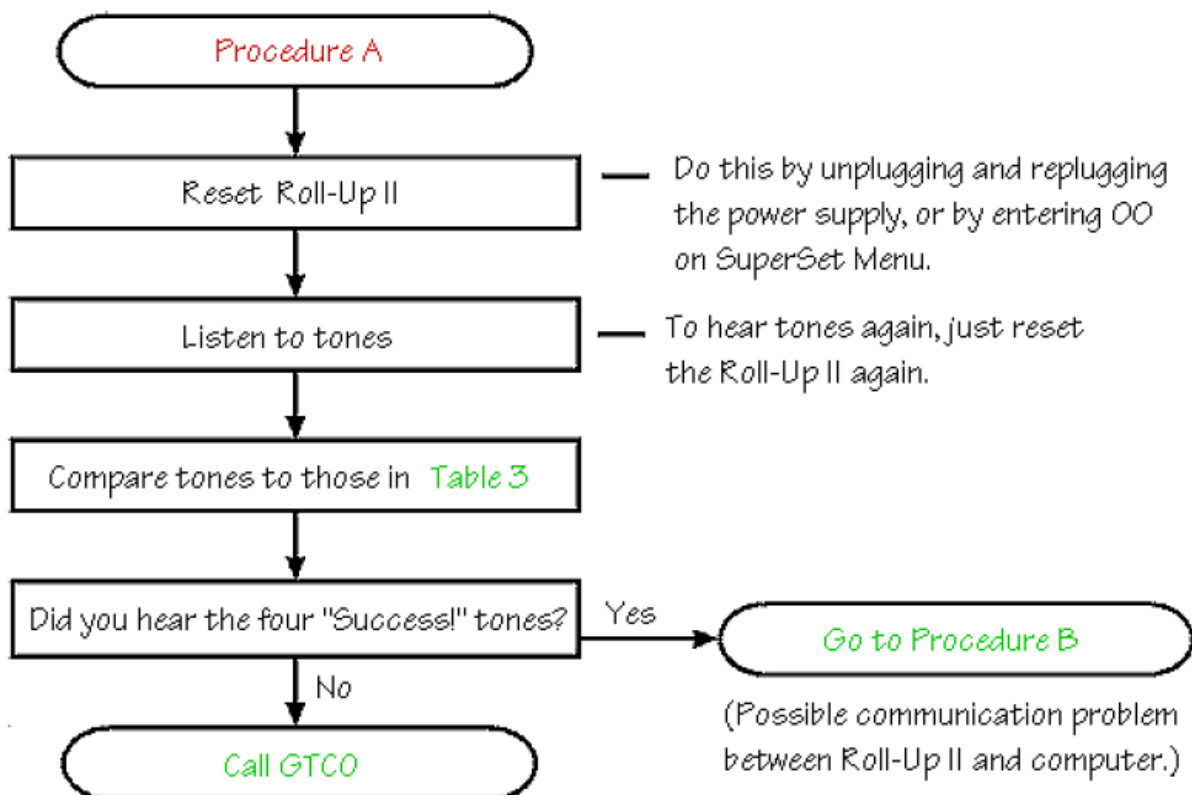 Procedure A
Reset Roll-Up II
Do this by unplugging and replugging
the power supply, or by entering 00
on SuperSet Menu.
Listen to tones
To hear tones again, just reset
the Roll-Up II again.
Compare tones to those in Table 3
Did you hear the four "Success!" tones?
Yes
Go to Procedure B
(Possible communication problem
between Roll-Up II and computer.)
No
Call GTCO